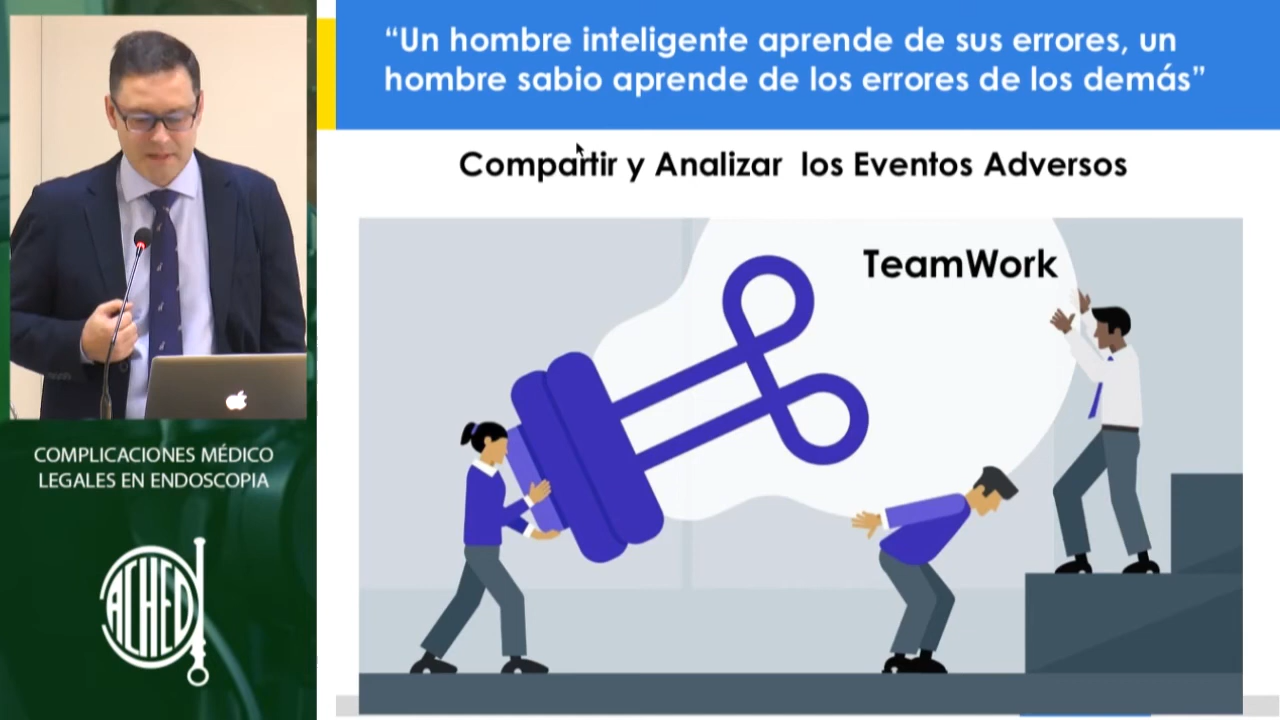 “Un hombre inteligente aprende de sus errores, un
hombre sabio aprende de los errores de los demás”
Compartir y Analizar los Eventos Adversos
TeamWork
COMPLICACIONES MÉDICO
LEGALES EN ENDOSCOPIA
ACHED